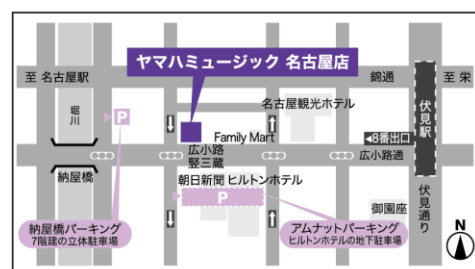 ヤマハミュージック 名古屋店
至 名古屋駅
錦通
至 栄
堀川
P
名古屋観光ホテル
伏見駅
Family Mart
◀8番出口
広小路
竪三蔵
広小路通
納屋橋
朝日新聞 ヒルトンホテル
P
伏見通り
御園座
納屋橋パーキング
7階建の立体駐車場
アムナットパーキング
ヒルトンホテルの地下駐車場
N